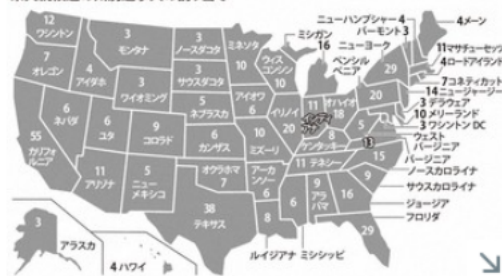 12
ワシントン
7
オレゴン
55
カリフォ
ルニア
6
ネバダ
4
アイダホ
3
モンタナ
3
ワイオミング
6
ユタ
9
コロラド
11
アリゾナ
5
ニュー
メキシコ
3
ノースダコタ
3
サウスダコタ
5
ネブラスカ
6
カンザス
オクラホマ
7
38
テキサス
ミネソタ
10
アイオワ
6
10
ミズーリ
アーカ
ンソー
6
8
ルイジアナ
ウィス
コンシン
10
イリノイ
20
ミシガン
16
11
オハイオ
18
8
ケンタッキー
11 テネシー
6
ミシシッピ
9
アラ
バマ
16
ジョージア
29
フロリダ
ニューハンプシャー 4
バーモント 3
ニューヨーク
29
ペンシル
ベニア
20
4メーン
11マサチューセッツ
4ロードアイランド
7コネティカット
14ニュージャージー
3 デラウェア
10メリーランド
3 ワシントン DC
5
ウェスト
バージニア
13
バージニア
15
ノースカロライナ
9
サウスカロライナ
3
アラスカ
4 ハワイ